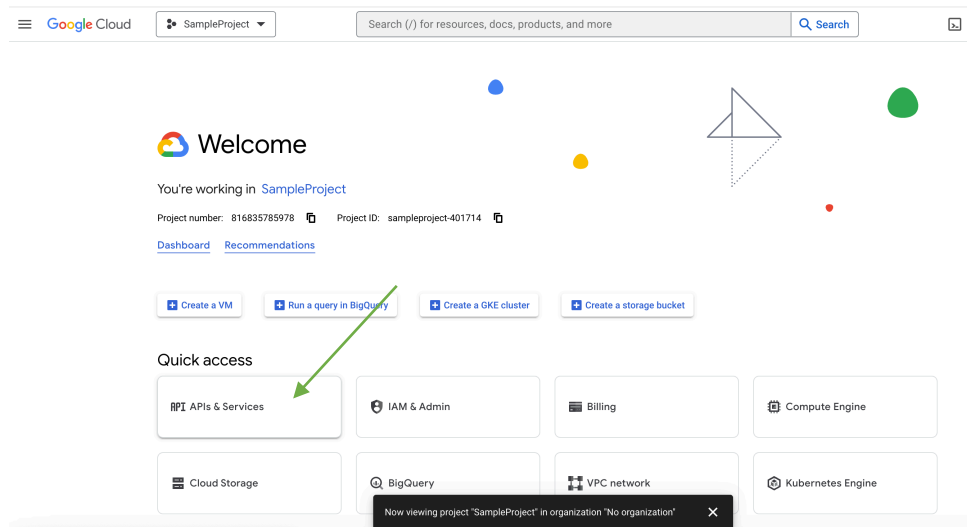 Google Cloud SampleProject Search (/) for resources, docs, products, and more Search
Welcome
You're working in SampleProject
Project number: 816835785978 Project ID: sampleproject-401714
Dashboard Recommendations
Create a VM Run a query in BigQuery Create a GKE cluster Create a storage bucket
Quick access
API APIs & Services IAM & Admin Billing Compute Engine
Cloud Storage BigQuery VPC network Kubernetes Engine
Now viewing project "SampleProject" in organization "No organization"